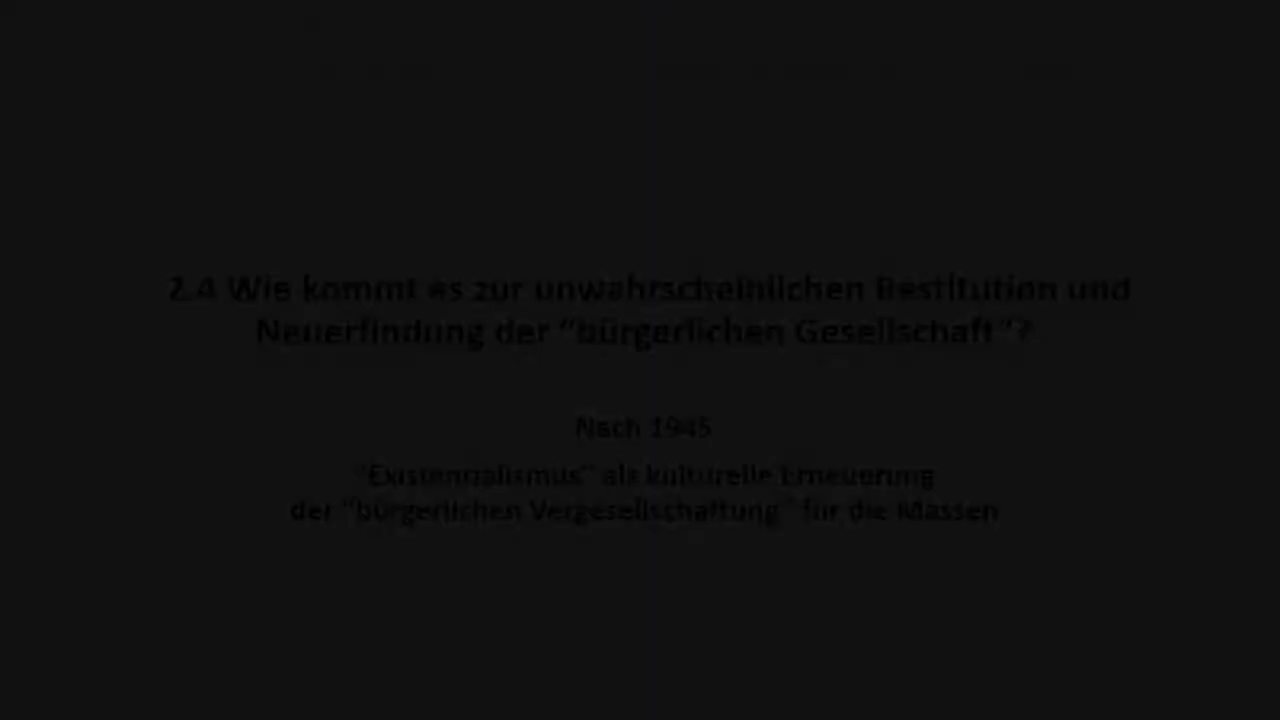 2.4 Wie kommt es zur unwahrscheinlichen Restitution und
Neuerfindung der "bürgerlichen Gesellschaft"?
Nach 1945
"Existentialismus" als kulturelle Erneuerung
der "bürgerlichen Vergesellschaftung" für die Massen